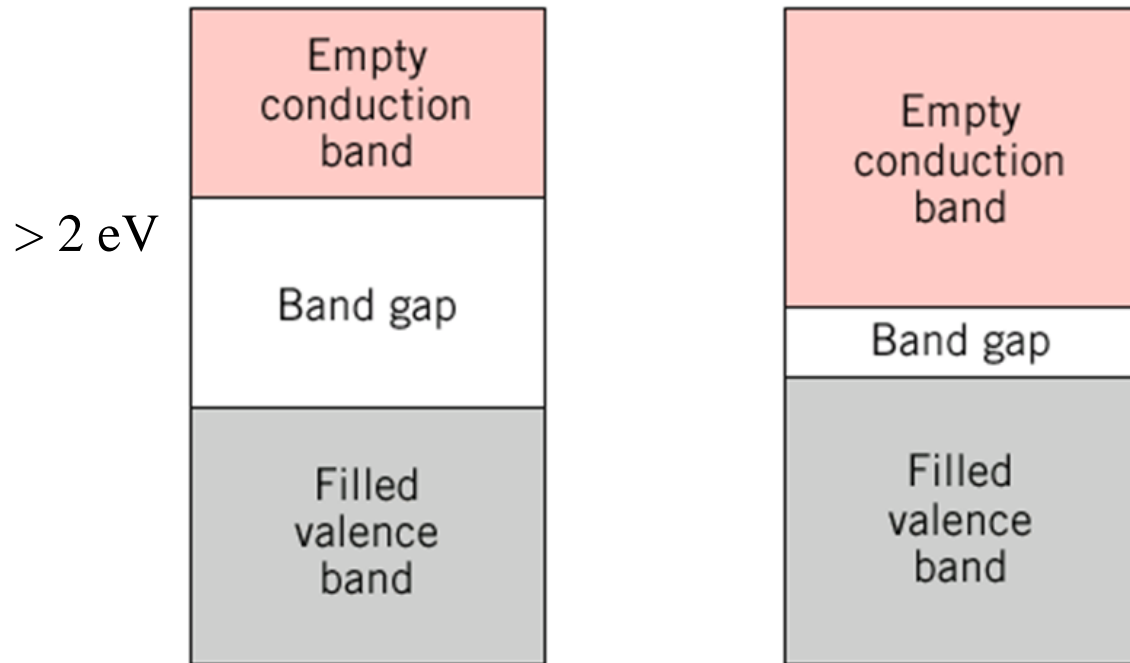 Empty
conduction
band
> 2 eV
Band gap
Filled
valence
band
Empty
conduction
band
Band gap
Filled
valence
band